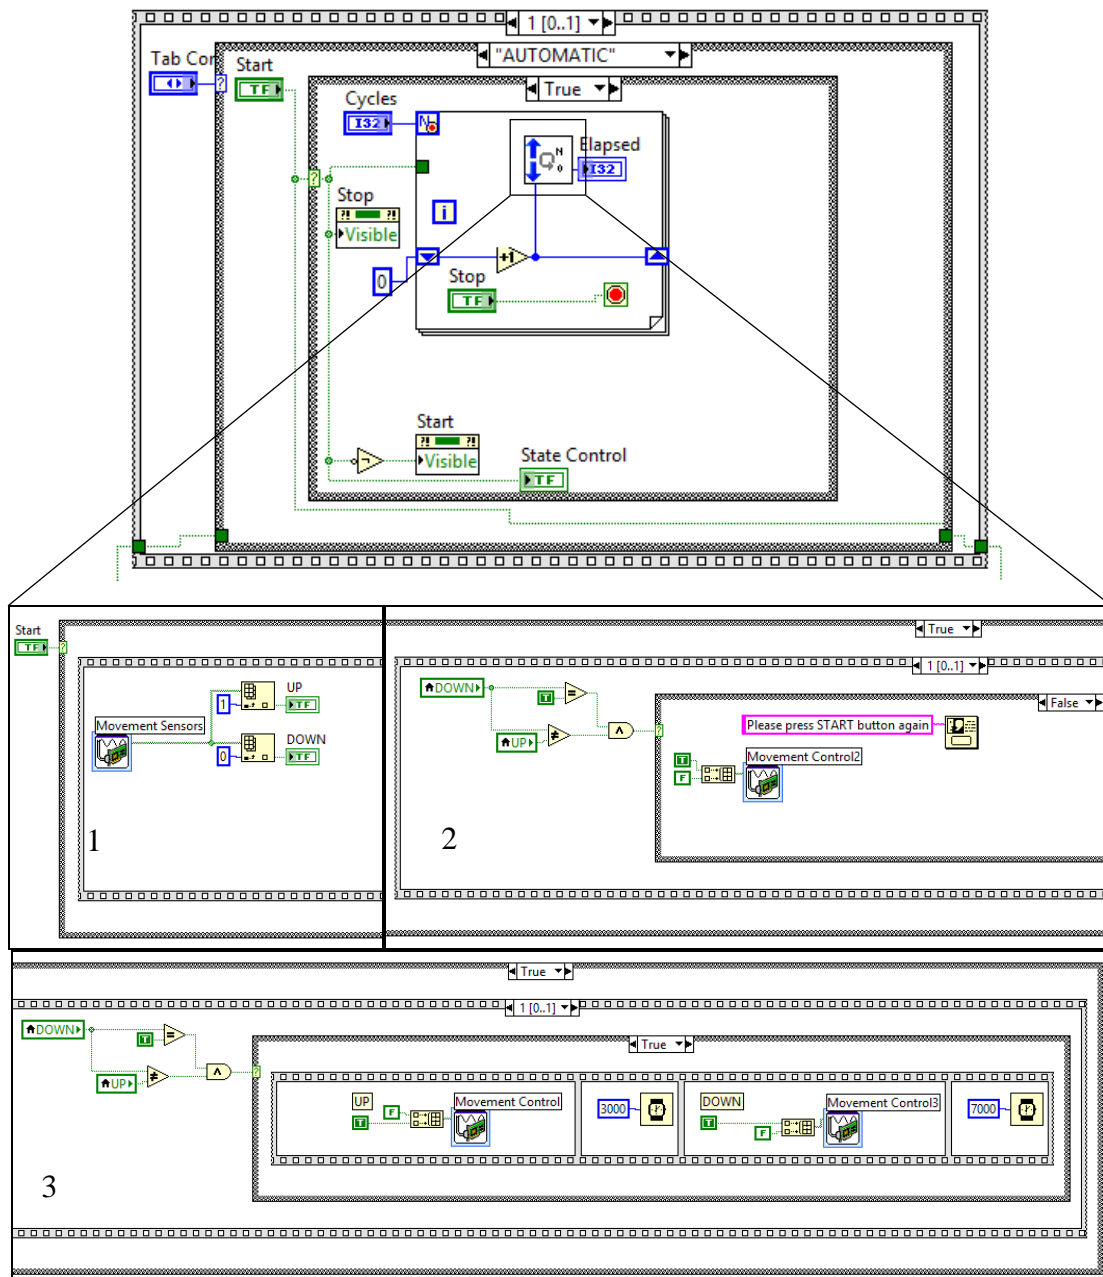 1 [0..1]
"AUTOMATIC"
Tab Cor
Start
TF
True
Cycles
I32
N
Elapsed
N
0
I32
?
?
Stop
?! ?!
Visible
i
+1
0
Stop
TF
Start
?! ?!
Visible
State Control
TF
Start
TF
?
True
1 [0..1]
UP
1
TF
Movement Sensors
DOWN
0
TF
1
DOWN
T
=
UP
≠
∧
?
False
Please press START button again
Movement Control2
T
F
2
True
1 [0..1]
DOWN
T
=
UP
≠
∧
?
True
UP
F
T
Movement Control
3000
DOWN
T
F
Movement Control3
7000
3